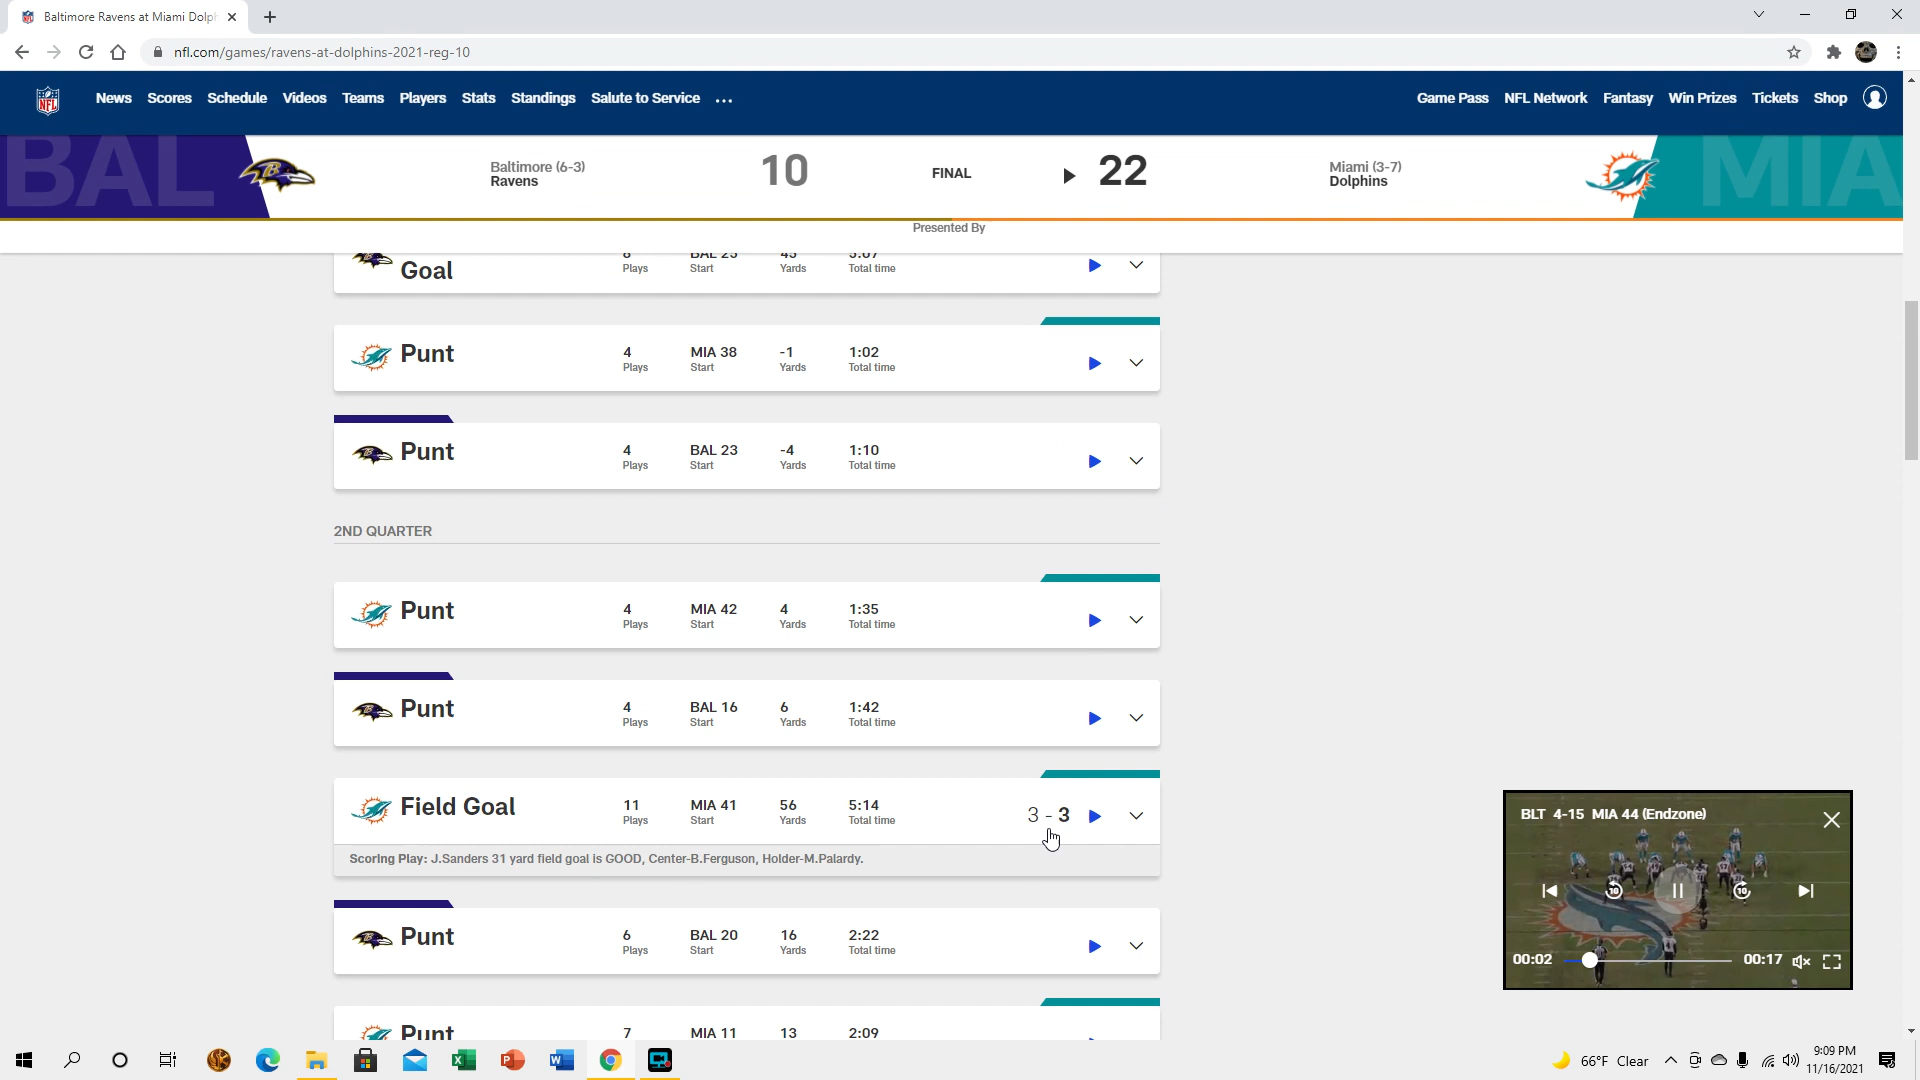 Baltimore Ravens at Miami Dolph
nfl.com/games/ravens-at-dolphins-2021-reg-10
News Scores Schedule Videos Teams Players Stats Standings Salute to Service ... Game Pass NFL Network Fantasy Win Prizes Tickets Shop
BAL Baltimore (6-3) 10 FINAL 22 Miami (3-7) MIA
Ravens Dolphins
Presented By
Goal Plays Start Yards Total time
Punt 4 MIA 38 -1 1:02
Plays Start Yards Total time
Punt 4 BAL 23 -4 1:10
Plays Start Yards Total time
2ND QUARTER
Punt 4 MIA 42 4 1:35
Plays Start Yards Total time
Punt 4 BAL 16 6 1:42
Plays Start Yards Total time
Field Goal 11 MIA 41 56 5:14 3 - 3
Plays Start Yards Total time
Scoring Play: J.Sanders 31 yard field goal is GOOD, Center-B.Ferguson, Holder-M.Palardy.
Punt 6 BAL 20 16 2:22
Plays Start Yards Total time
Punt 7 MIA 11 13 2:09
BLT 4-15 MIA 44 (Endzone)
10 10
00:02 00:17
66°F Clear 9:09 PM
11/16/2021